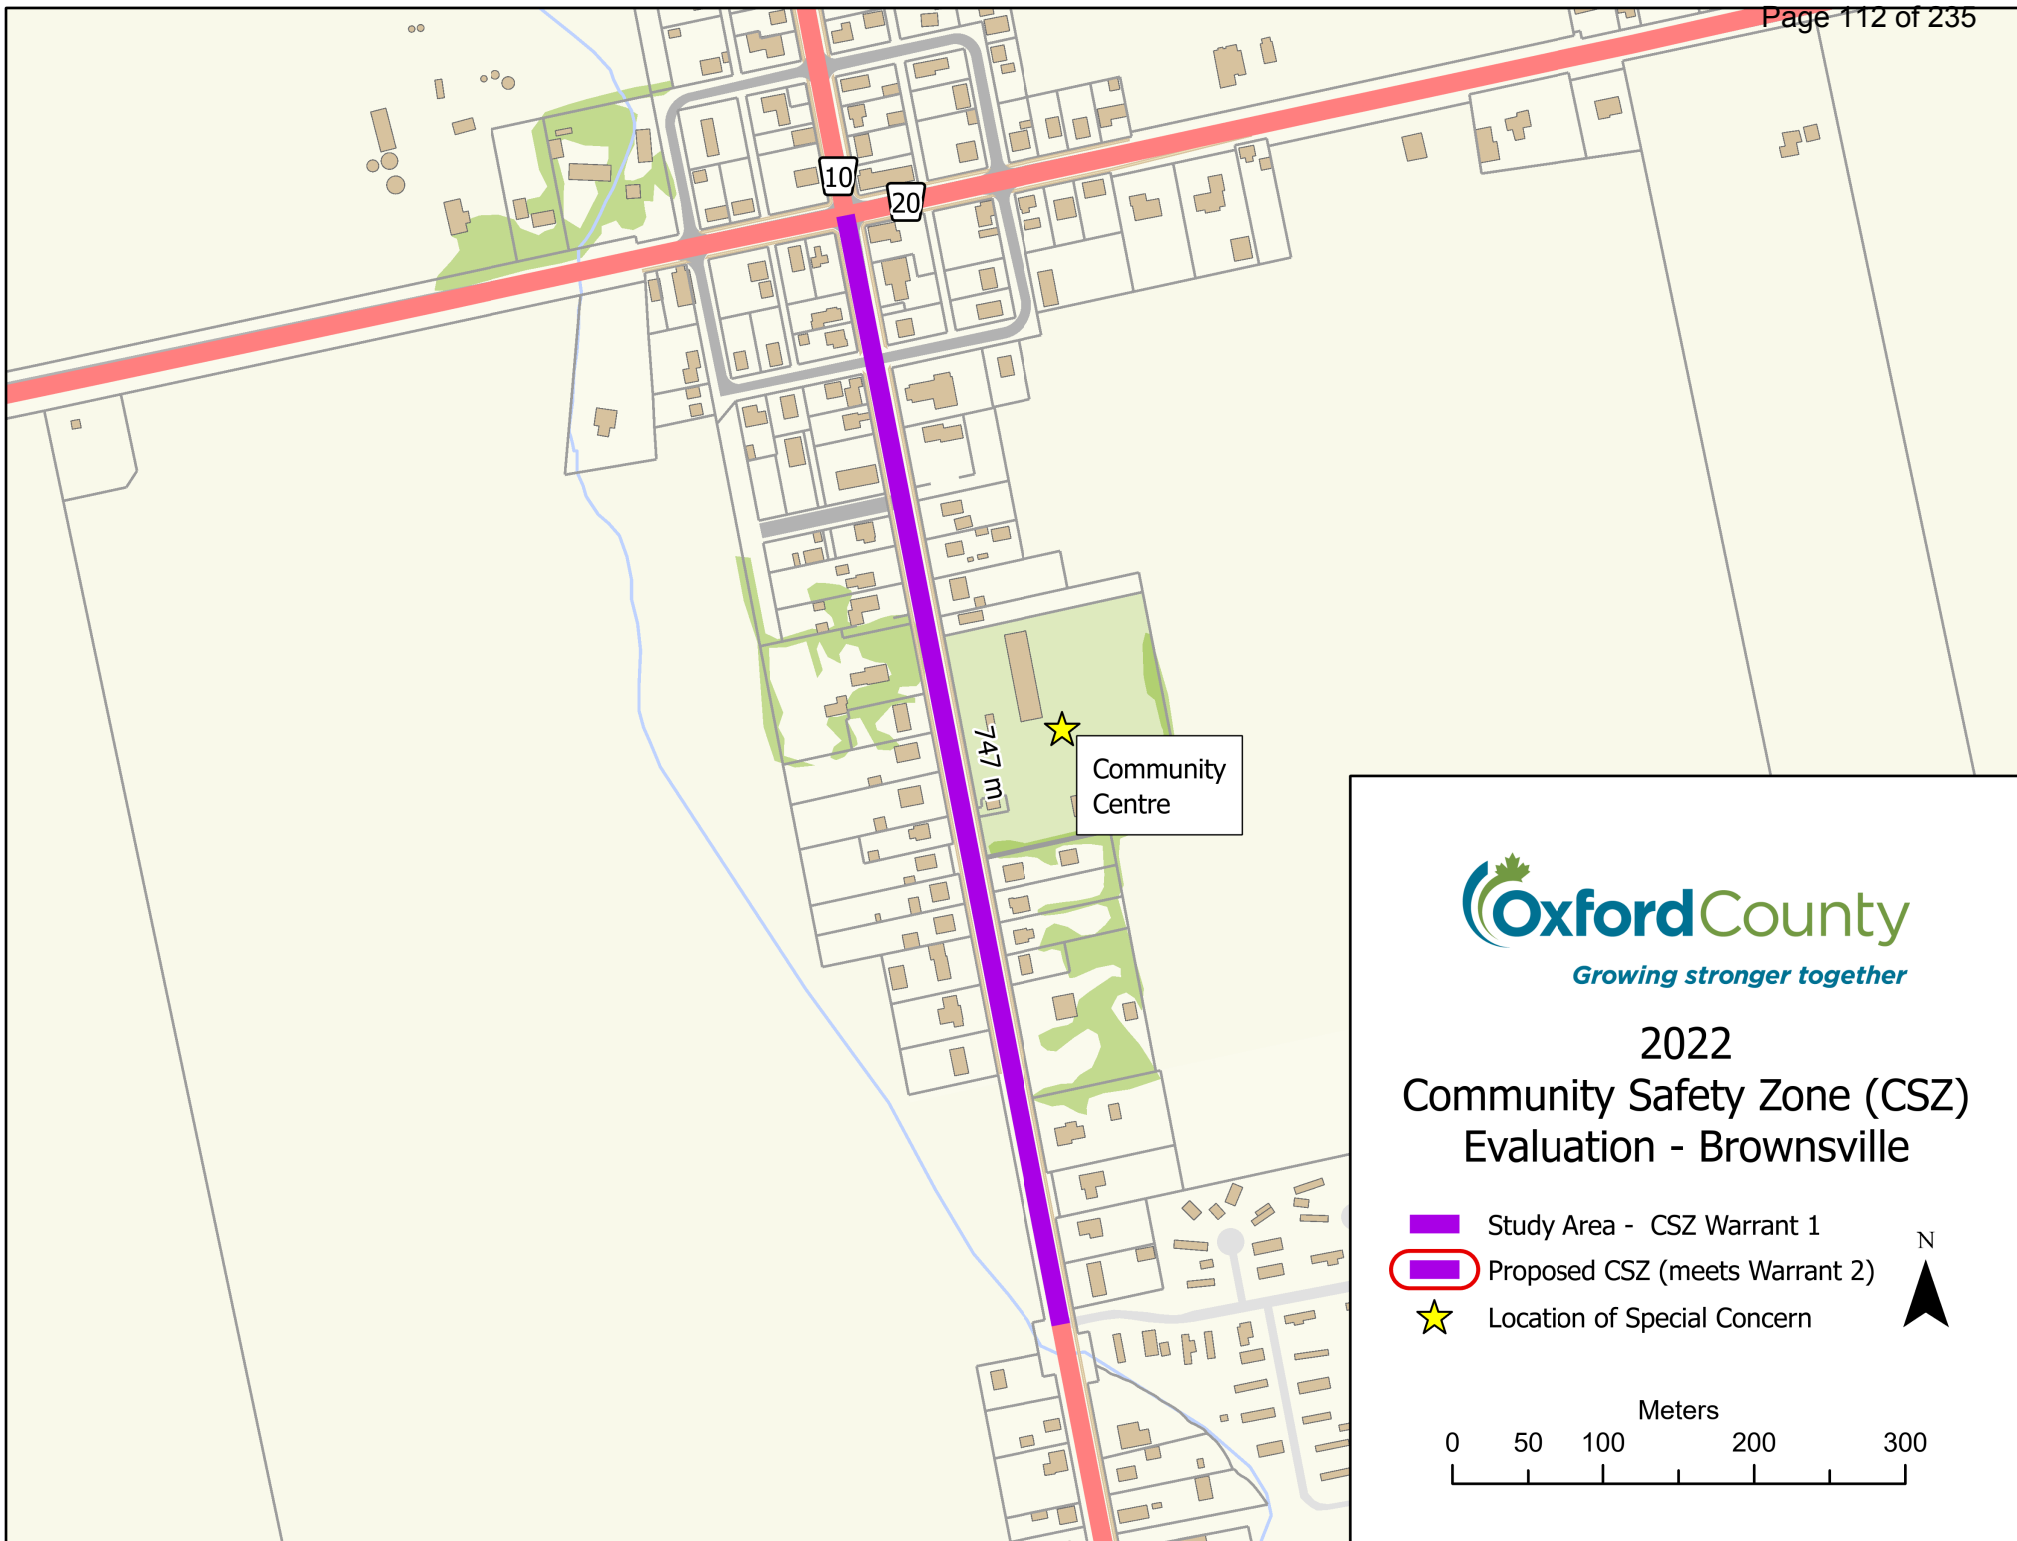 Page 112 of 235
10
20
747 m
Community
Centre
OxfordCounty
Growing stronger together
2022
Community Safety Zone (CSZ)
Evaluation - Brownsville
Study Area - CSZ Warrant 1
Proposed CSZ (meets Warrant 2)
Location of Special Concern
N
Meters
0 50 100 200 300